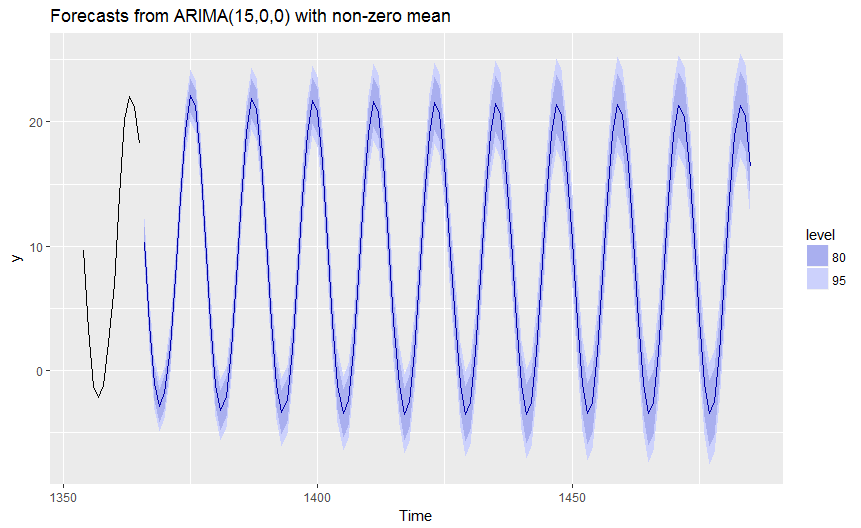 Forecasts from ARIMA(15,0,0) with non-zero mean
20
10
0
y
1350
1400
1450
Time
level
80
95